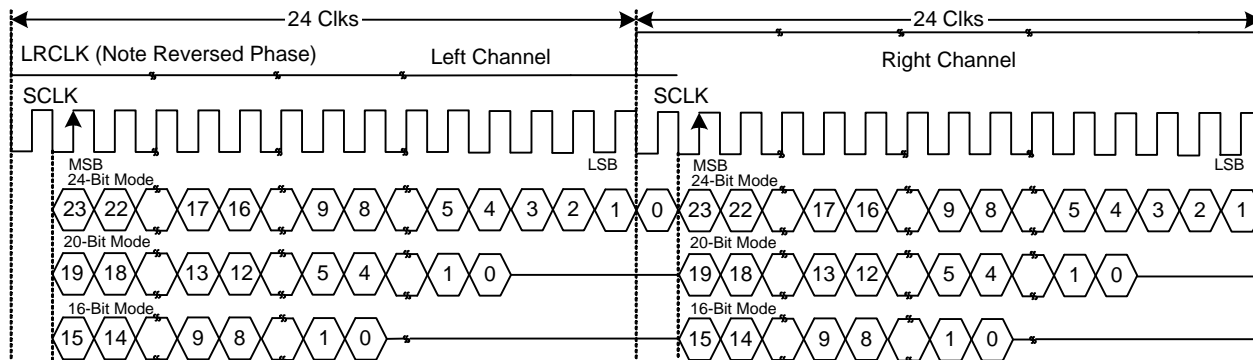 24 Clks 24 Clks
LRCLK (Note Reversed Phase) Left Channel Right Channel
SCLK SCLK
MSB LSB MSB LSB
24-Bit Mode 24-Bit Mode
23 22 17 16 9 8 5 4 3 2 1 0 23 22 17 16 9 8 5 4 3 2 1
20-Bit Mode 20-Bit Mode
19 18 13 12 5 4 1 0 19 18 13 12 5 4 1 0
16-Bit Mode 16-Bit Mode
15 14 9 8 1 0 15 14 9 8 1 0